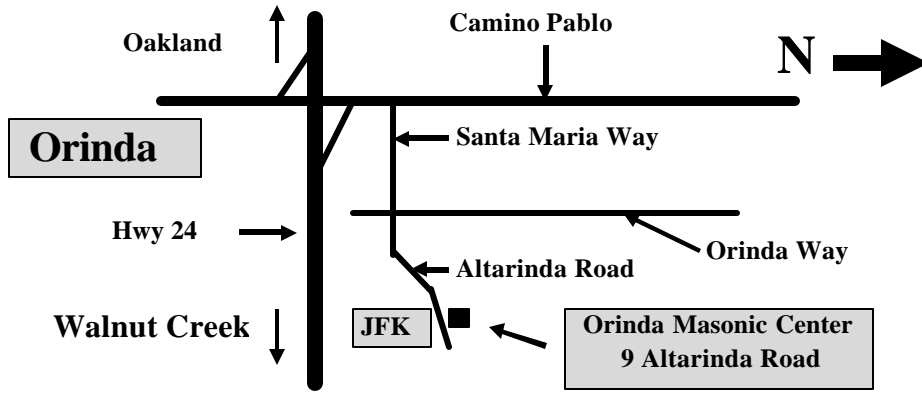 Camino Pablo
Oakland
N
Santa Maria Way
Orinda
Hwy 24
Orinda Way
Altarinda Road
Walnut Creek
JFK
Orinda Masonic Center
9 Altarinda Road